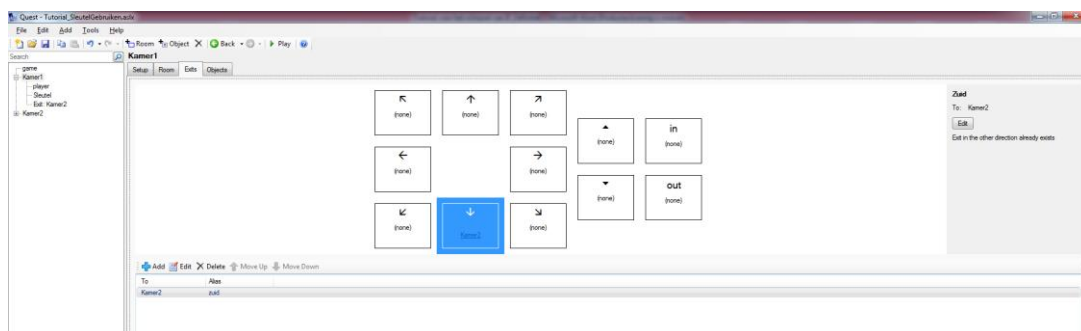 Quest - Tutorial_SleutelGebruiken.aslx
File Edit Add Tools Help
Room Object Back Play
Search
Kamer1
game
Kamer1
player
Sleutel
Exit: Kamer2
Kamer2
Setup Room Exits Objects
(none) (none) (none)
(none) in (none)
(none) (none)
(none) out (none)
(none) Kamer2 (none)
Zuid
To: Kamer2
Edit
Exit in the other direction already exists
Add Edit Delete Move Up Move Down
To Alias
Kamer2 zuid